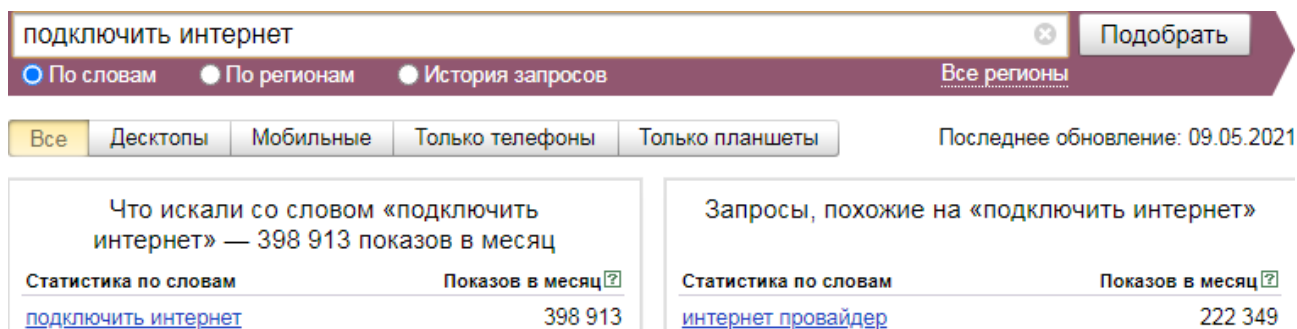 подключить интернет Подобрать
По словам По регионам История запросов Все регионы
Все Десктопы Мобильные Только телефоны Только планшеты Последнее обновление: 09.05.2021
Что искали со словом «подключить
интернет» — 398 913 показов в месяц
Статистика по словам Показов в месяц ?
подключить интернет 398 913
Запросы, похожие на «подключить интернет»
Статистика по словам Показов в месяц ?
интернет провайдер 222 349